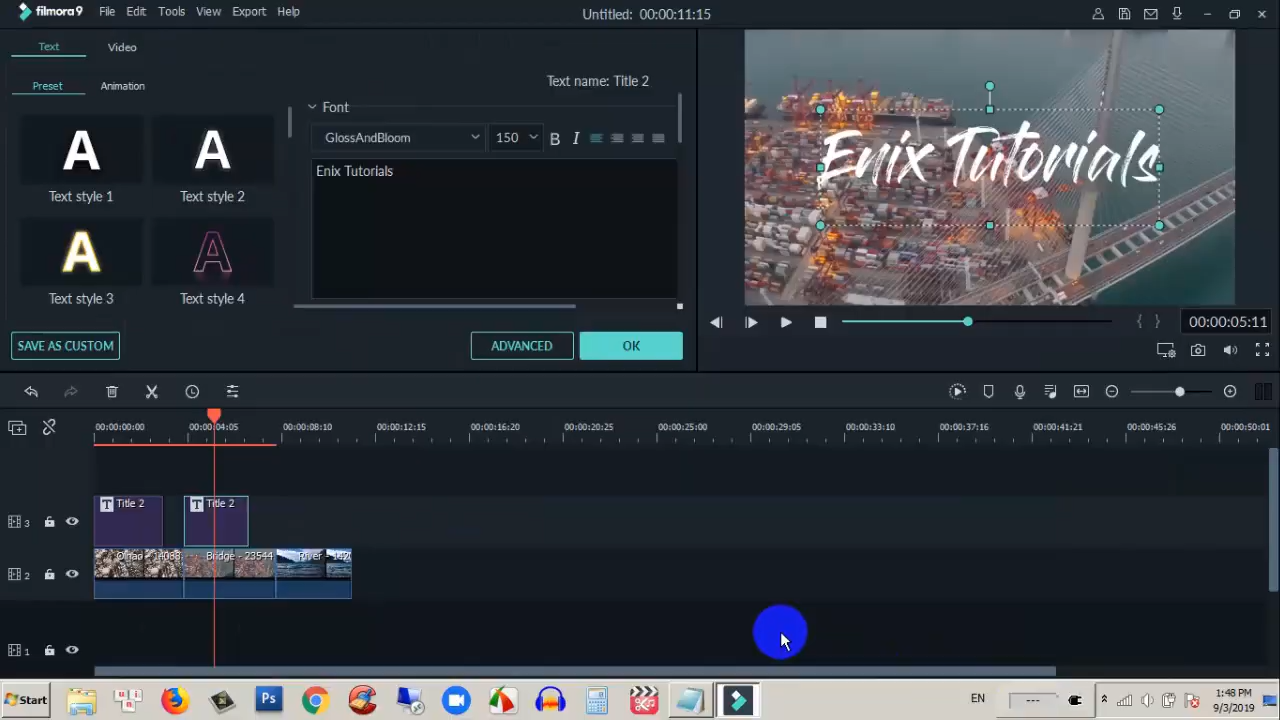 filmora9 File Edit Tools View Export Help Untitled: 00:00:11:15
Text Video
Preset Animation
Text name: Title 2
Font
GlossAndBloom 150 B I
Enix Tutorials
A A
Text style 1 Text style 2
A A
Text style 3 Text style 4
SAVE AS CUSTOM ADVANCED OK
Enix Tutorials
{ } 00:00:05:11
00:00:00:00 00:00:04:05 00:00:08:10 00:00:12:15 00:00:16:20 00:00:20:25 00:00:25:00 00:00:29:05 00:00:33:10 00:00:37:16 00:00:41:21 00:00:45:26 00:00:50:01
3 T Title 2 T Title 2
2 Bridge - 23544 River
1
Start Ps EN --- 1:48 PM
9/3/2019